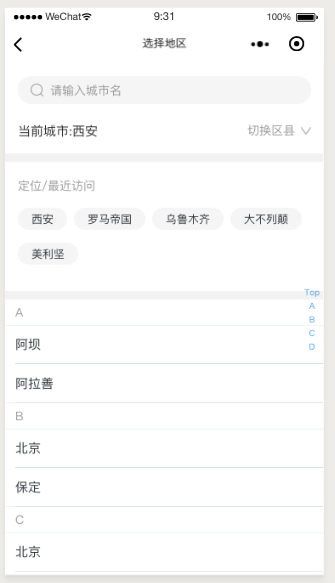 WeChat 9:31 100%
选择地区
请输入城市名
当前城市:西安 切换区县
定位/最近访问
西安 罗马帝国 乌鲁木齐 大不列颠
美利坚
Top
A
A
B
阿坝
C
D
阿拉善
B
北京
保定
C
北京